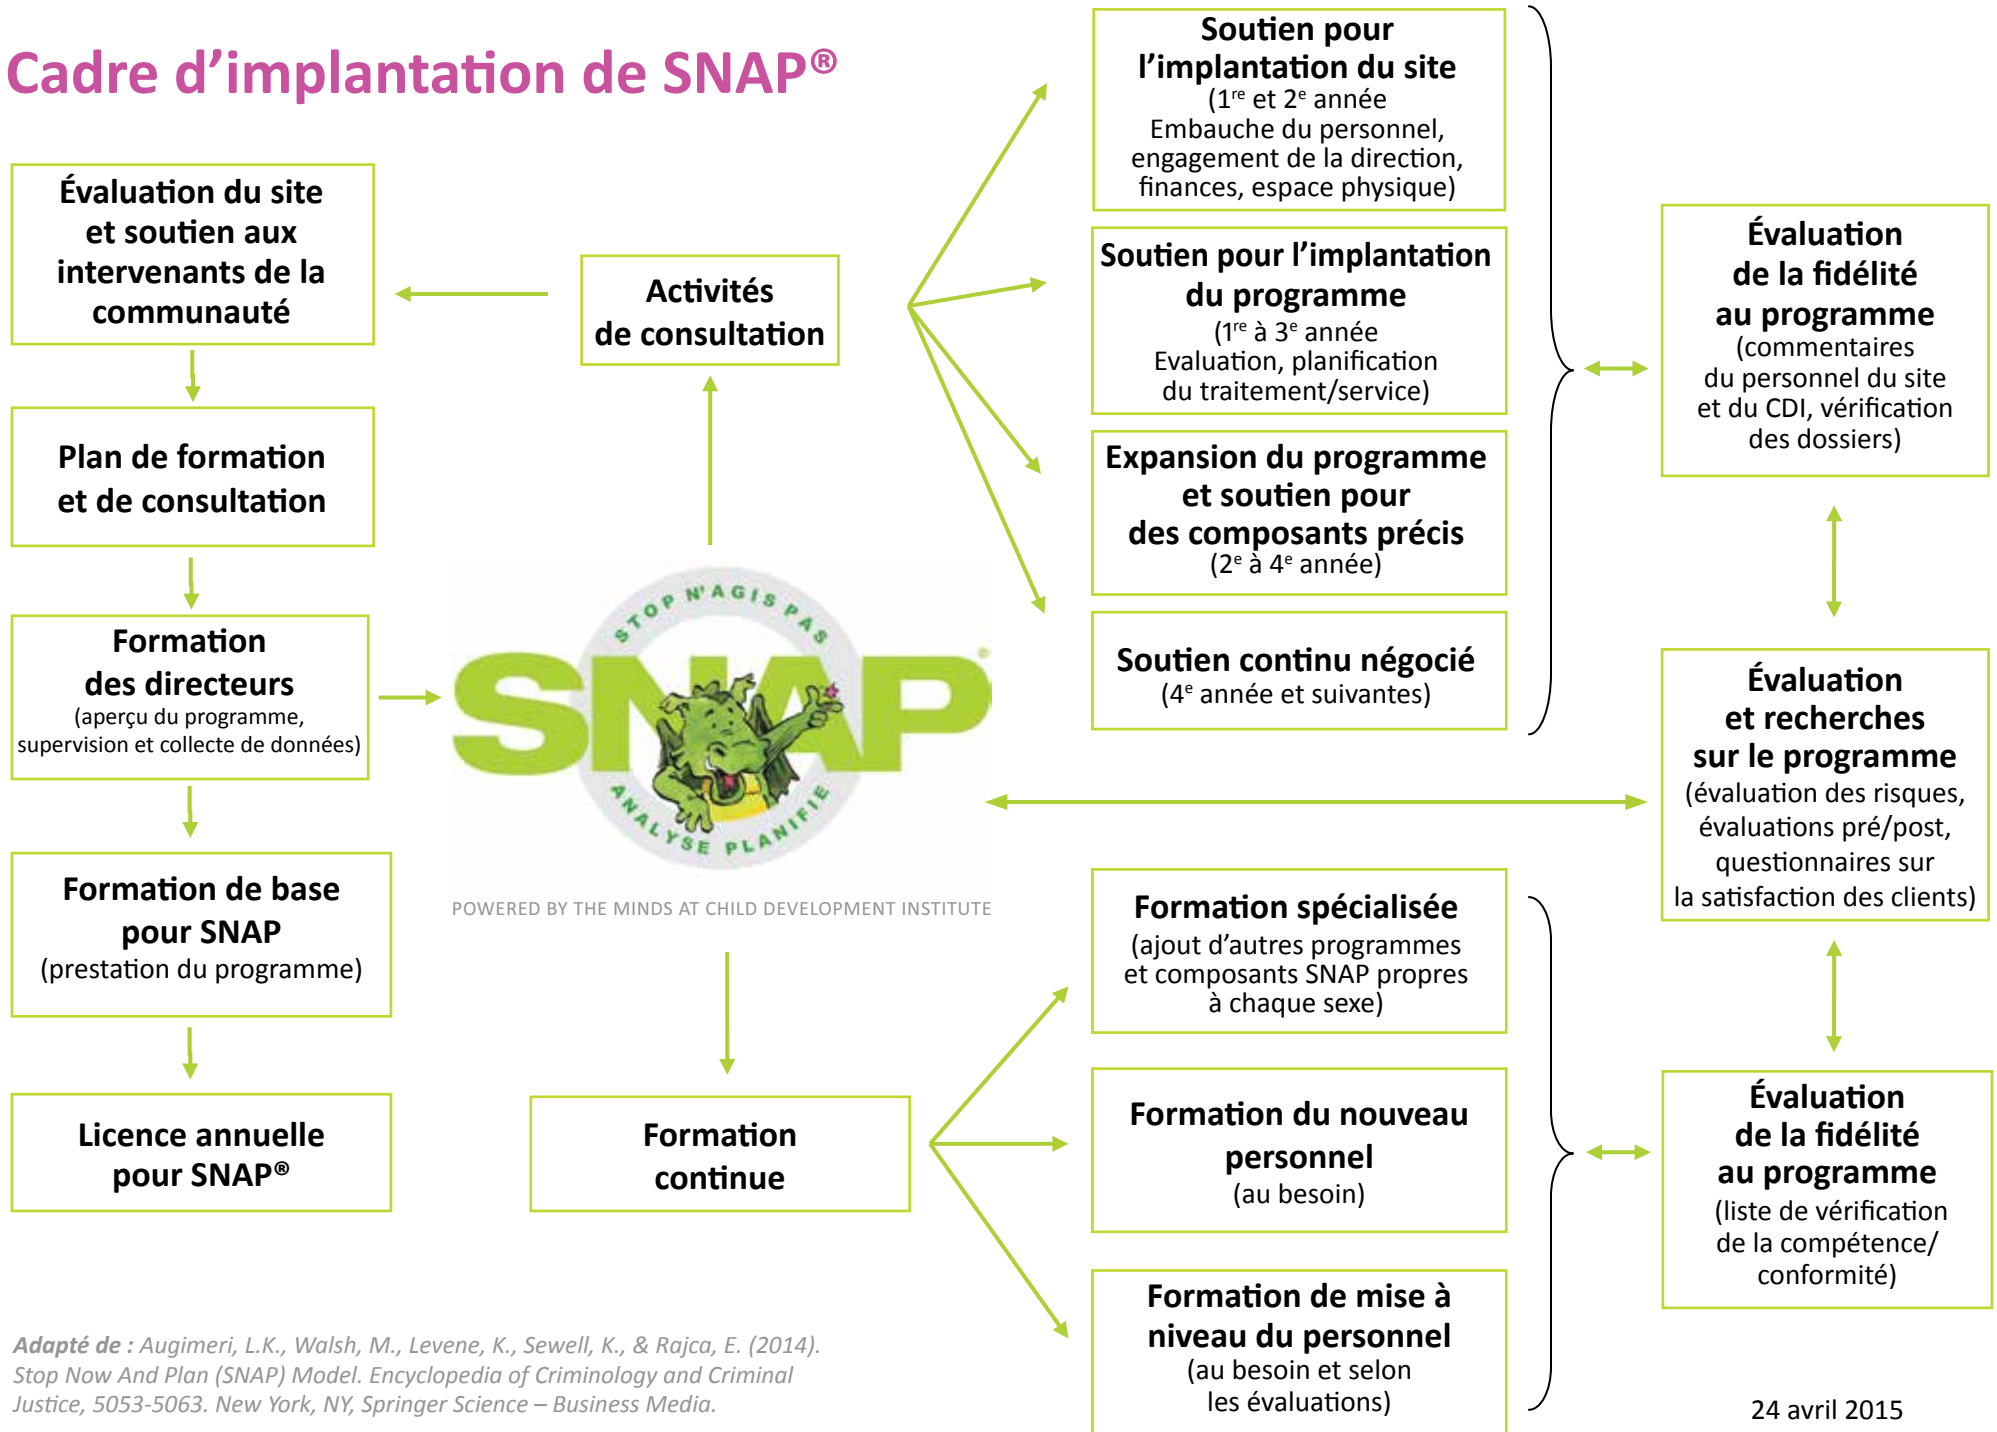 Cadre d’implantation de SNAP®
Évaluation du site
et soutien aux
intervenants de la
communauté
Plan de formation
et de consultation
Formation
des directeurs
(aperçu du programme,
supervision et collecte de données)
Formation de base
pour SNAP
(prestation du programme)
Licence annuelle
pour SNAP®
Activités
de consultation
STOP N'AGIS PAS
SNAP®
ANALYSE PLANIFIE
POWERED BY THE MINDS AT CHILD DEVELOPMENT INSTITUTE
Formation
continue
Soutien pour
l’implantation du site
(1re et 2e année
Embauche du personnel,
engagement de la direction,
finances, espace physique)
Soutien pour l’implantation
du programme
(1re à 3e année
Evaluation, planification
du traitement/service)
Expansion du programme
et soutien pour
des composants précis
(2e à 4e année)
Soutien continu négocié
(4e année et suivantes)
Formation spécialisée
(ajout d’autres programmes
et composants SNAP propres
à chaque sexe)
Formation du nouveau
personnel
(au besoin)
Formation de mise à
niveau du personnel
(au besoin et selon
les évaluations)
Évaluation
de la fidélité
au programme
(commentaires
du personnel du site
et du CDI, vérification
des dossiers)
Évaluation
et recherches
sur le programme
(évaluation des risques,
évaluations pré/post,
questionnaires sur
la satisfaction des clients)
Évaluation
de la fidélité
au programme
(liste de vérification
de la compétence/
conformité)
Adapté de : Augimeri, L.K., Walsh, M., Levene, K., Sewell, K., & Rajca, E. (2014).
Stop Now And Plan (SNAP) Model. Encyclopedia of Criminology and Criminal
Justice, 5053-5063. New York, NY, Springer Science – Business Media.
24 avril 2015